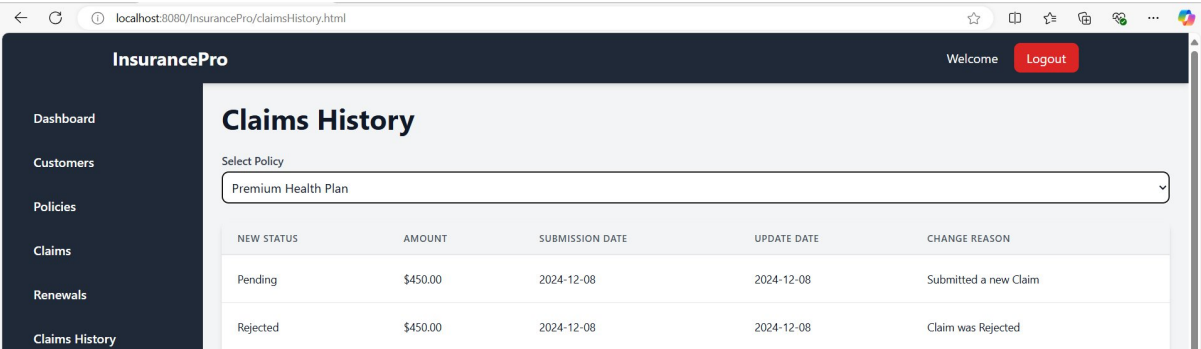 localhost:8080/InsurancePro/claimsHistory.html
InsurancePro
Welcome
Logout
Dashboard
Customers
Policies
Claims
Renewals
Claims History
Claims History
Select Policy
Premium Health Plan
NEW STATUS AMOUNT SUBMISSION DATE UPDATE DATE CHANGE REASON
Pending $450.00 2024-12-08 2024-12-08 Submitted a new Claim
Rejected $450.00 2024-12-08 2024-12-08 Claim was Rejected